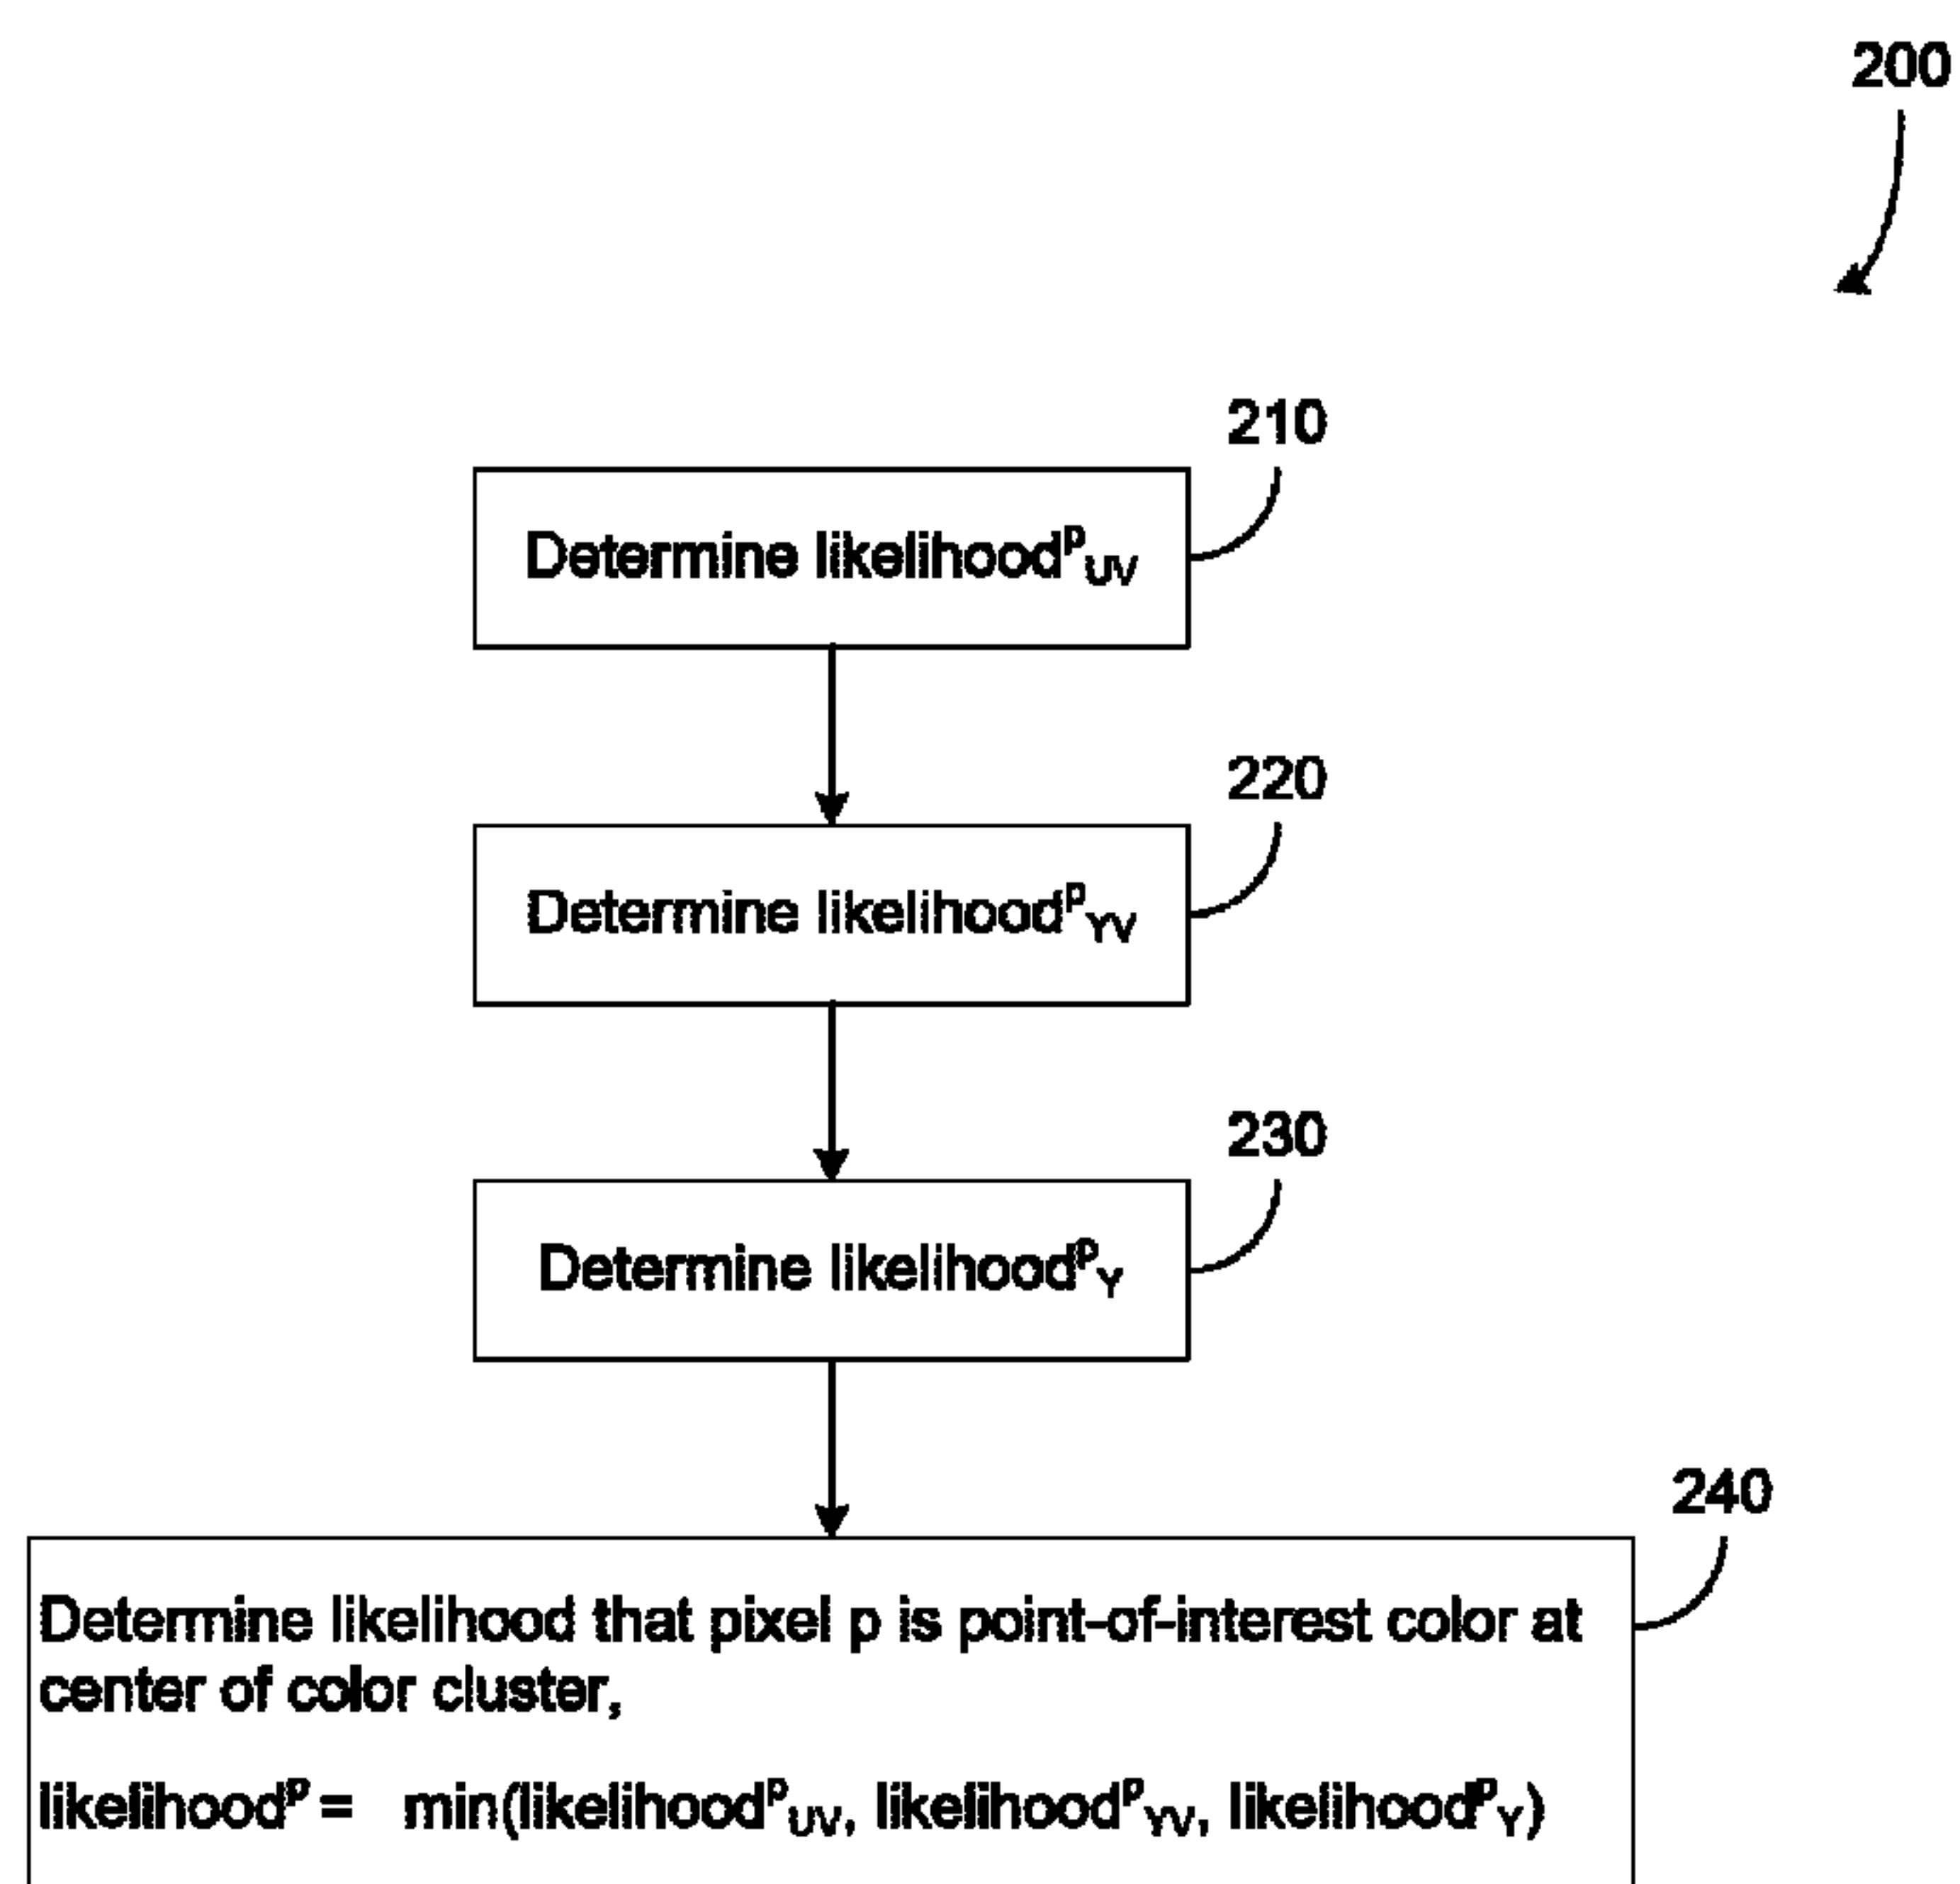 200
210
Determine likelihood^p_UV
220
Determine likelihood^p_YV
230
Determine likelihood^p_Y
240
Determine likelihood that pixel p is point-of-interest color at
center of color cluster,
likelihood^p = min(likelihood^p_UV, likelihood^p_YV, likelihood^p_Y)